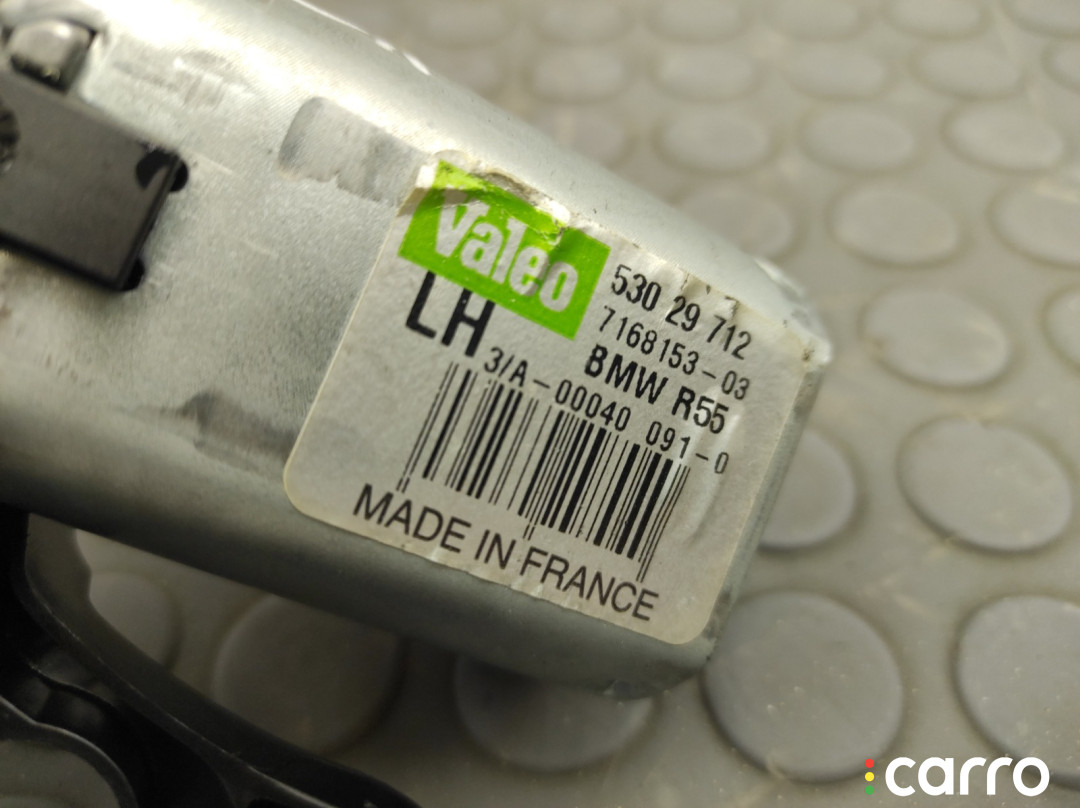 Valeo
530 29 712
7168153-03
LH
BMW R55
3/A-00040 091-0
MADE IN FRANCE
carro